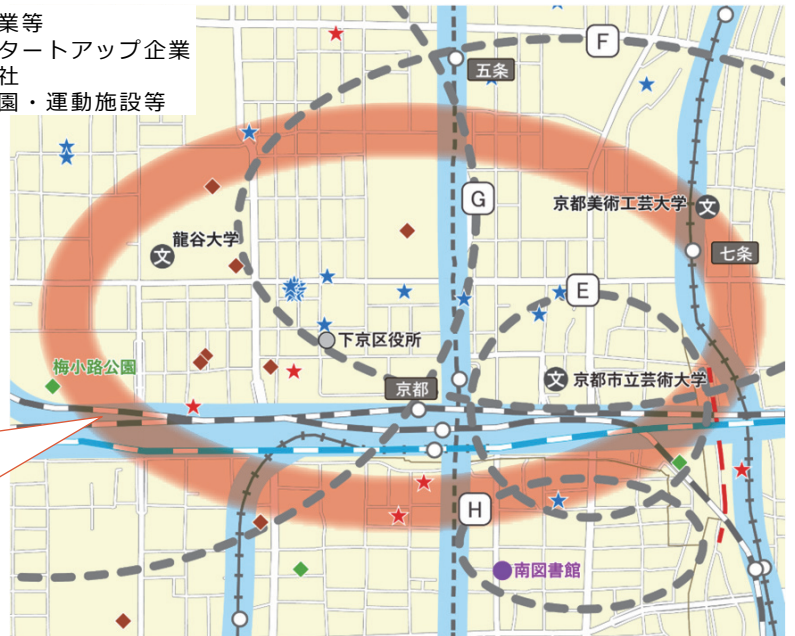 業等
タートアップ企業
社
園・運動施設等
F
五条
G
京都美術工芸大学
文
龍谷大学
文
七条
E
下京区役所
梅小路公園
京都
文
京都市立芸術大学
H
南図書館